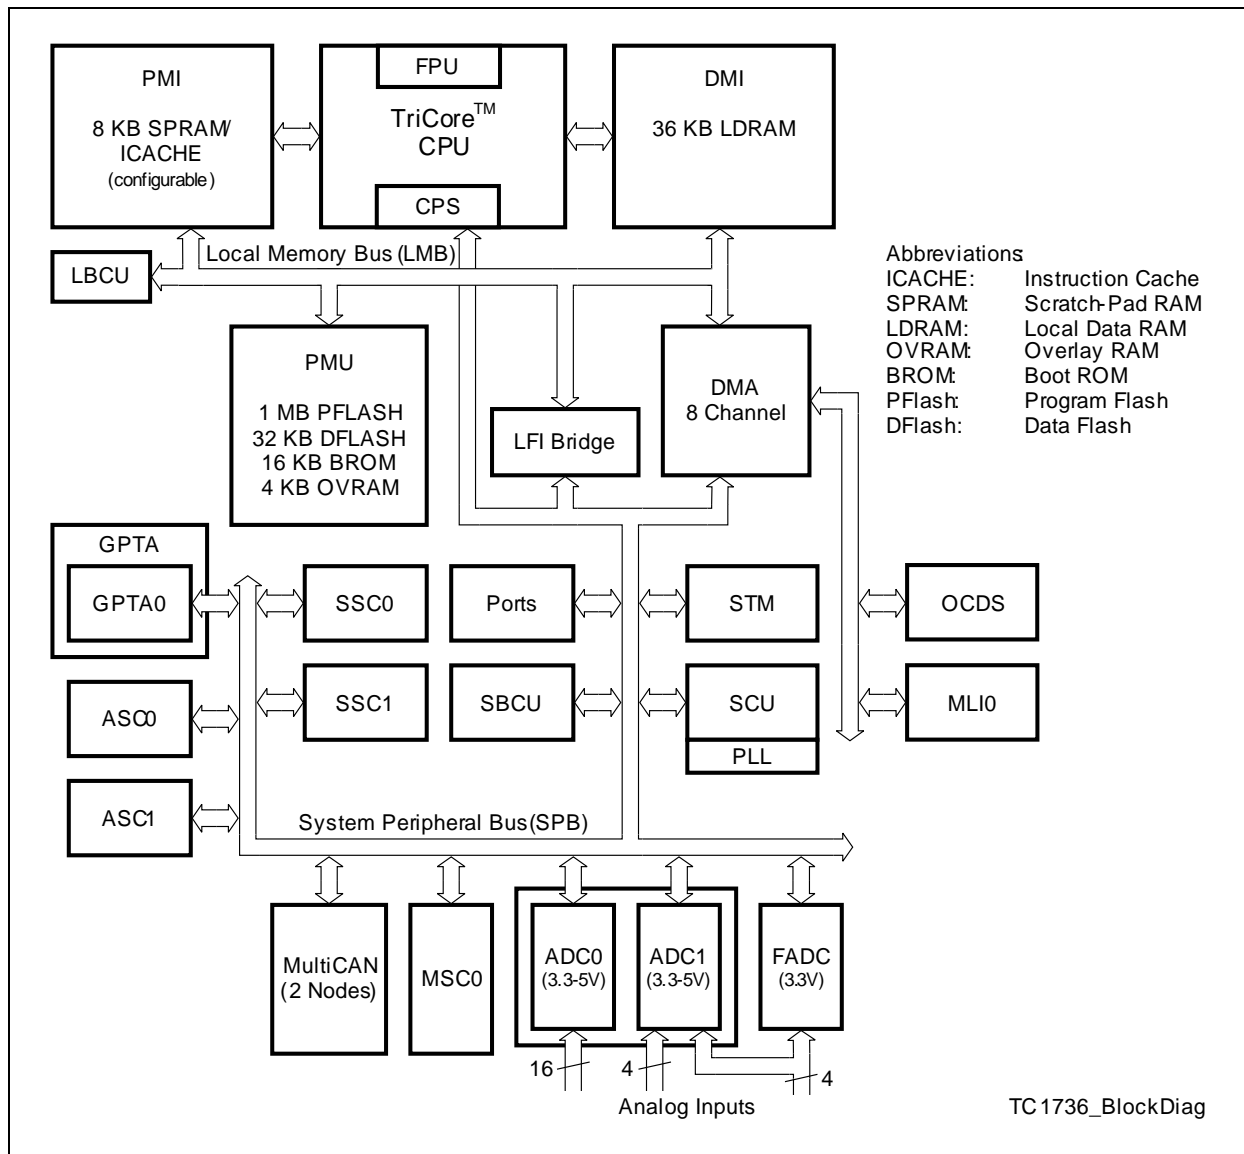 PMI
8 KB SPRAM/
ICACHE
(configurable)
FPU
TriCore™
CPU
CPS
DMI
36 KB LDRAM
Local Memory Bus (LMB)
LBCU
Abbreviations:
ICACHE: Instruction Cache
SPRAM: Scratch-Pad RAM
LDRAM: Local Data RAM
OVRAM: Overlay RAM
BROM: Boot ROM
PFlash: Program Flash
DFlash: Data Flash
PMU
1 MB PFLASH
32 KB DFLASH
16 KB BROM
4 KB OVRAM
LFI Bridge
DMA
8 Channel
GPTA
GPTA0
SSC0
Ports
STM
OCDS
ASC0
SSC1
SBCU
SCU
PLL
MLI0
ASC1
System Peripheral Bus (SPB)
MultiCAN
(2 Nodes)
MSC0
ADC0
(3.3-5V)
ADC1
(3.3-5V)
FADC
(3.3V)
16
4
4
Analog Inputs
TC1736_BlockDiag